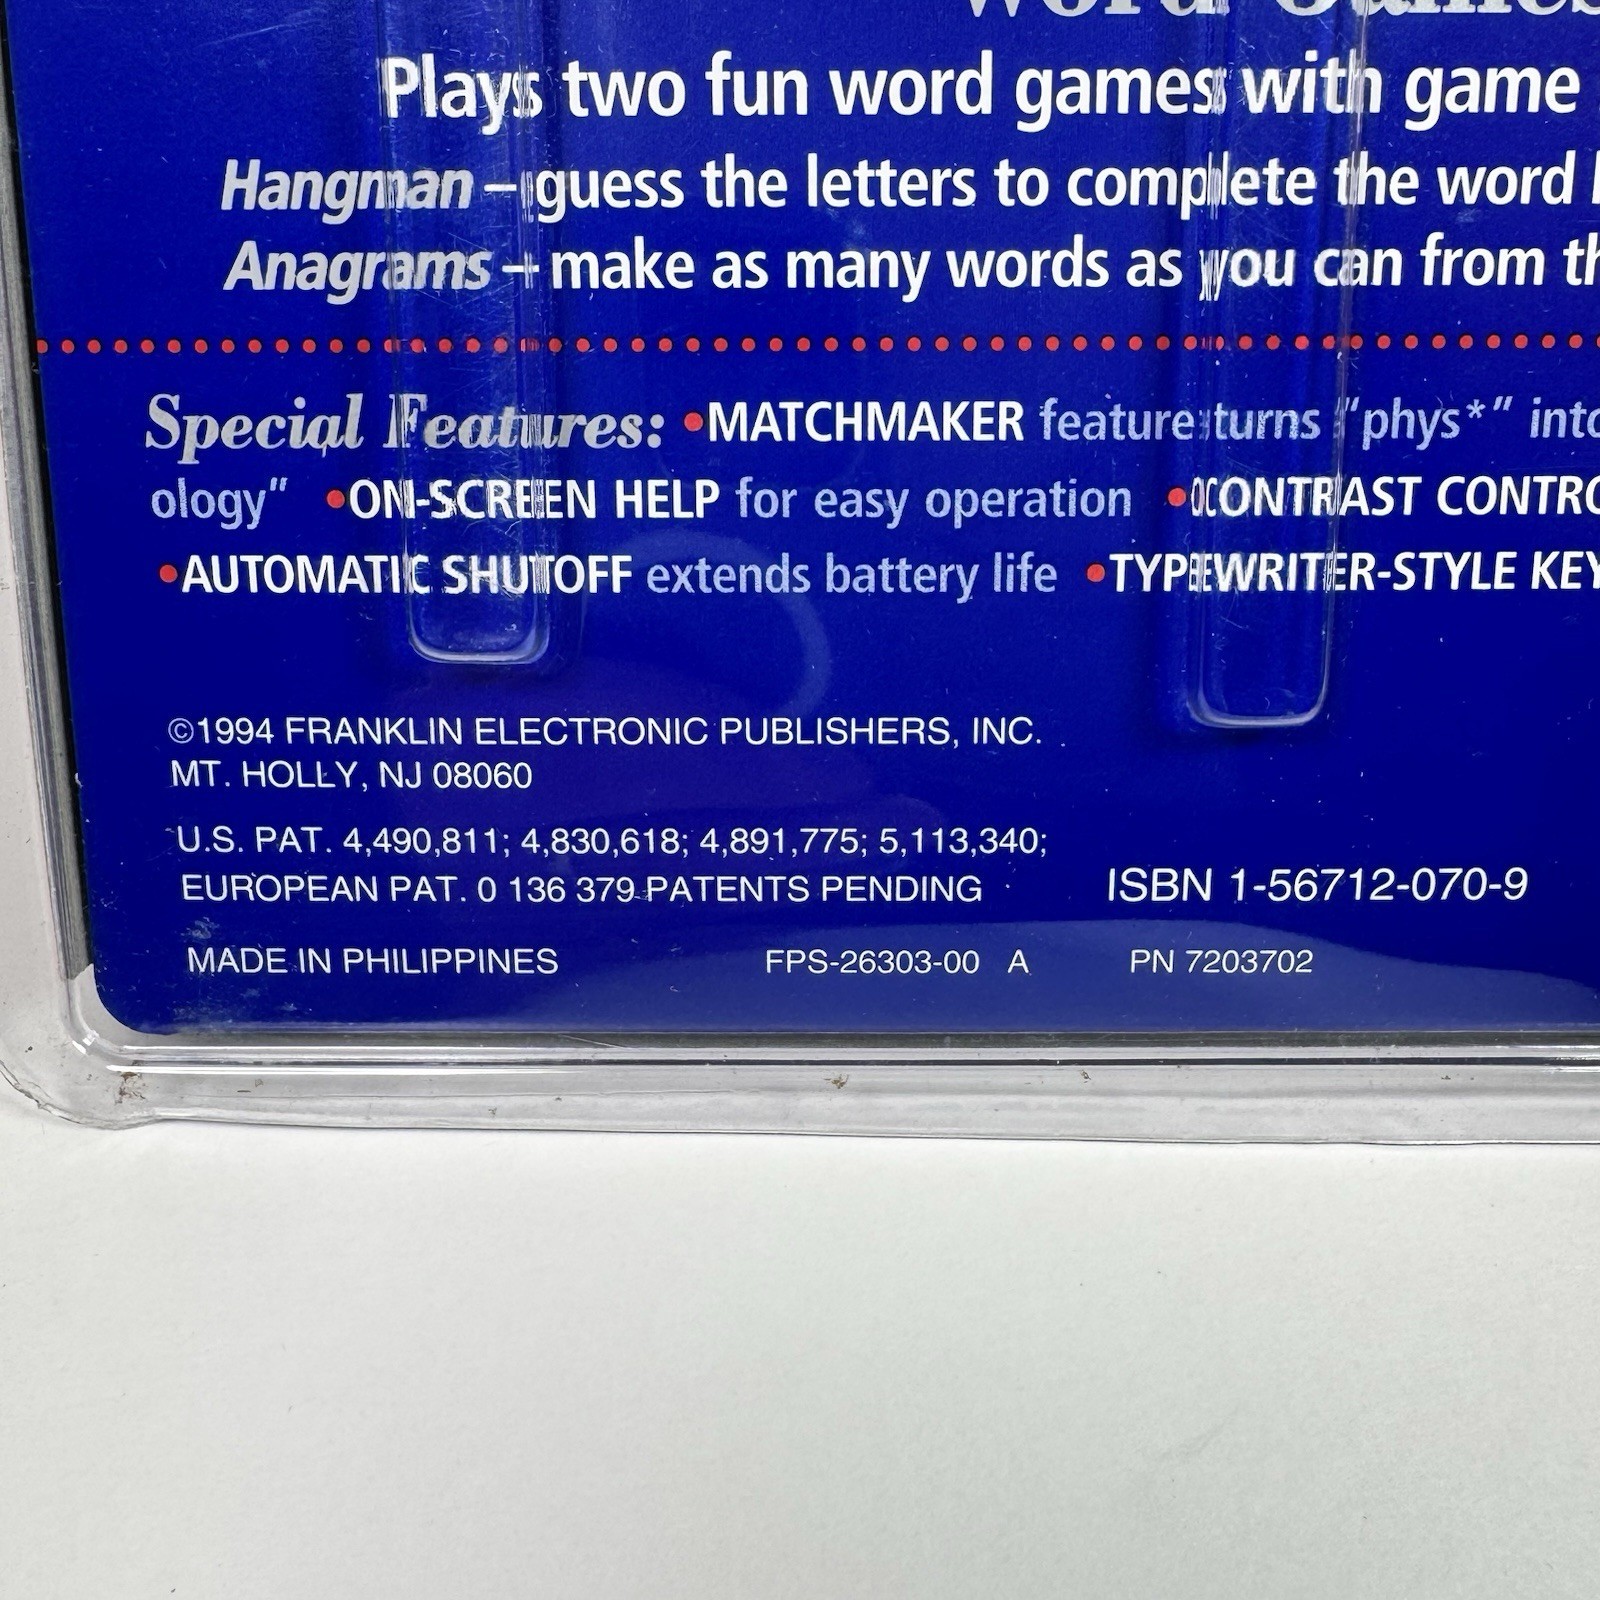 Word Games
Plays two fun word games with game
Hangman – guess the letters to complete the word
Anagrams – make as many words as you can from
Special Features: •MATCHMAKER feature turns “phys*” into
ology” •ON-SCREEN HELP for easy operation •CONTRAST
•AUTOMATIC SHUTOFF extends battery life •TYPEWRITER-STYLE
©1994 FRANKLIN ELECTRONIC PUBLISHERS, INC.
MT. HOLLY, NJ 08060
U.S. PAT. 4,490,811; 4,830,618; 4,891,775; 5,113,340;
EUROPEAN PAT. 0 136 379 PATENTS PENDING
ISBN 1-56712-070-9
MADE IN PHILIPPINES FPS-26303-00 A PN 7203702